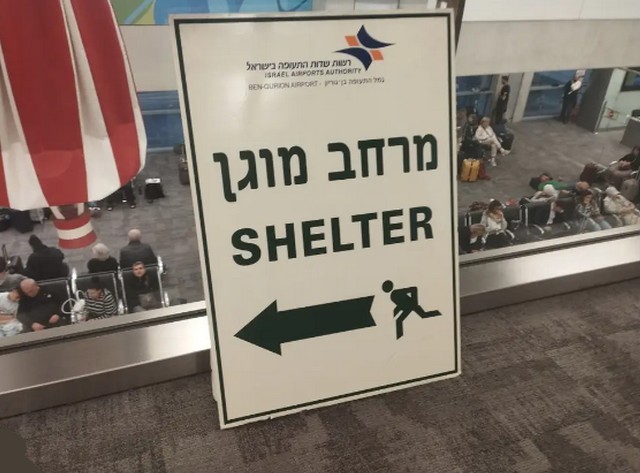 רשות שדות התעופה בישראל
ISRAEL AIRPORTS AUTHORITY
BEN-GURION AIRPORT - נמל התעופה בן־גוריון
מרחב מוגן
SHELTER